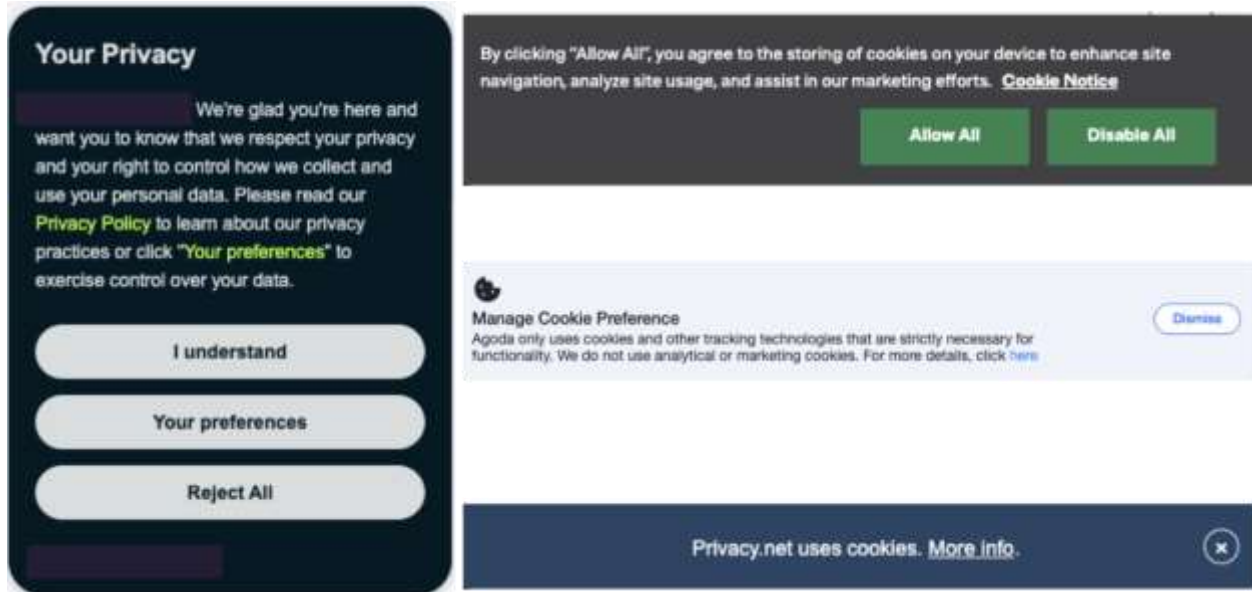 Your Privacy
We're glad you're here and
want you to know that we respect your privacy
and your right to control how we collect and
use your personal data. Please read our
Privacy Policy to learn about our privacy
practices or click "Your preferences" to
exercise control over your data.
I understand
Your preferences
Reject All
By clicking "Allow All", you agree to the storing of cookies on your device to enhance site
navigation, analyze site usage, and assist in our marketing efforts. Cookie Notice
Allow All
Disable All
Manage Cookie Preference
Agoda only uses cookies and other tracking technologies that are strictly necessary for
functionality. We do not use analytical or marketing cookies. For more details, click here
Dismiss
Privacy.net uses cookies. More info.